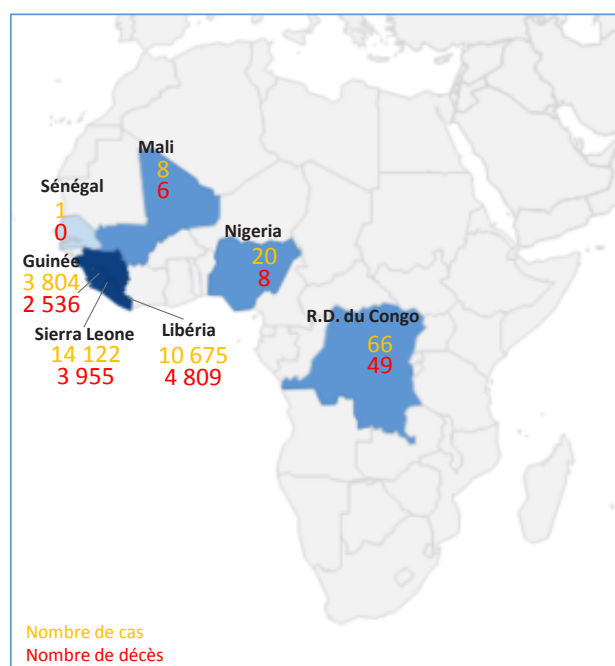 Mali
8
6
Sénégal
1
0
Nigeria
20
8
Guinée
3 804
2 536
Sierra Leone
14 122
3 955
Libéria
10 675
4 809
R.D. du Congo
66
49
Nombre de cas
Nombre de décès